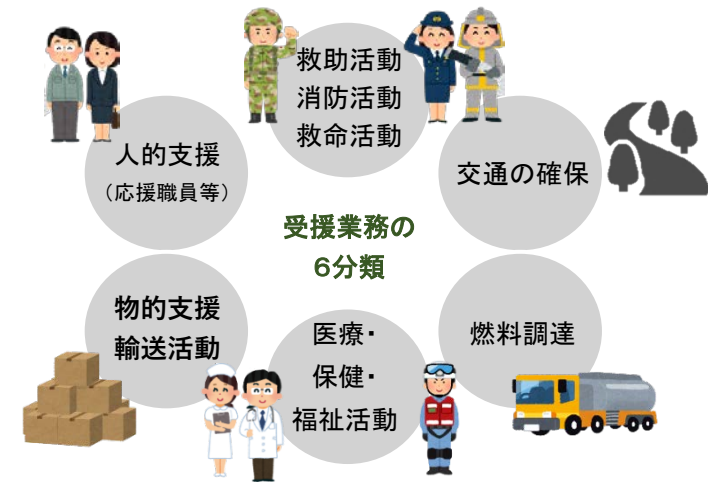 救助活動
消防活動
救命活動
人的支援
（応援職員等）
交通の確保
受援業務の
６分類
物的支援
輸送活動
医療・
保健・
福祉活動
燃料調達